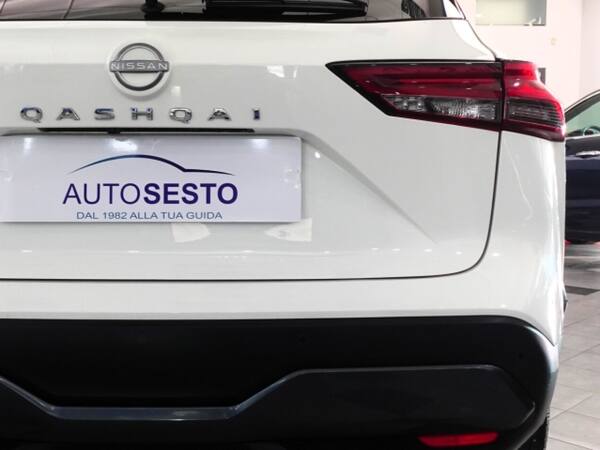 NISSAN
QASHQAI
AUTOSESTO
DAL 1982 ALLA TUA GUIDA